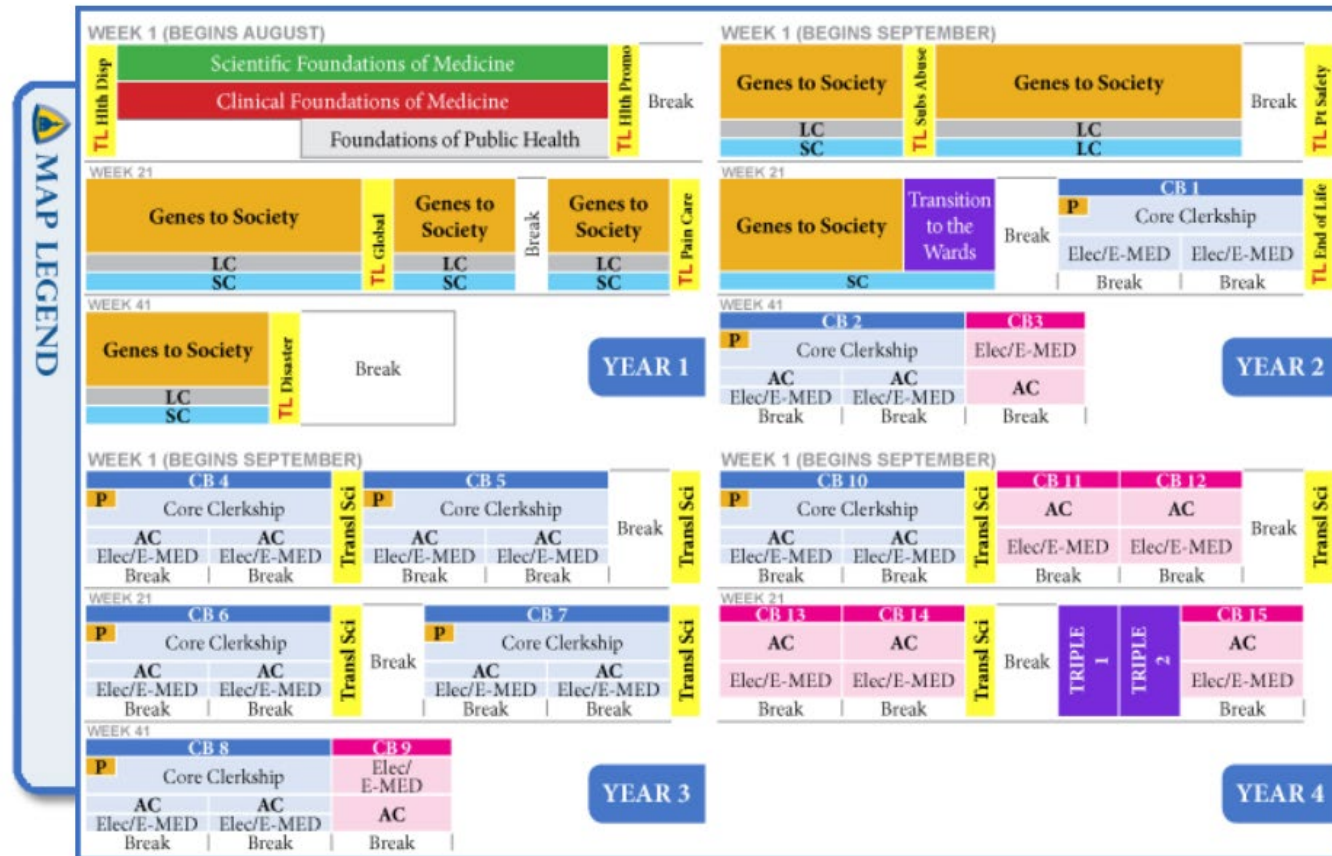 MAP LEGEND
WEEK 1 (BEGINS AUGUST)
TL Hlth Disp
Scientific Foundations of Medicine
Clinical Foundations of Medicine
Foundations of Public Health
TL Hlth Promo
Break
WEEK 21
Genes to Society
LC
SC
TL Global
Genes to
Society
LC
SC
Break
Genes to
Society
LC
SC
TL Pain Care
WEEK 41
Genes to Society
LC
SC
TL Disaster
Break
YEAR 1
WEEK 1 (BEGINS SEPTEMBER)
Genes to Society
LC
SC
TL Subs Abuse
Genes to Society
LC
LC
Break
TL Pt Safety
WEEK 21
Genes to Society
Transition
to the
Wards
SC
Break
CB 1
P
Core Clerkship
Elec/E-MED Elec/E-MED
Break Break
TL End of Life
WEEK 41
CB 2
P
Core Clerkship
AC AC
Elec/E-MED Elec/E-MED
Break Break
CB3
Elec/E-MED
AC
Break
YEAR 2
WEEK 1 (BEGINS SEPTEMBER)
CB 4
P
Core Clerkship
AC AC
Elec/E-MED Elec/E-MED
Break Break
Transl Sci
CB 5
P
Core Clerkship
AC AC
Elec/E-MED Elec/E-MED
Break Break
Break
Transl Sci
WEEK 21
CB 6
P
Core Clerkship
AC AC
Elec/E-MED Elec/E-MED
Break Break
Transl Sci
Break
CB 7
P
Core Clerkship
AC AC
Elec/E-MED Elec/E-MED
Break Break
Transl Sci
WEEK 41
CB 8
P
Core Clerkship
AC AC
Elec/E-MED Elec/E-MED
Break Break
CB 9
Elec/
E-MED
AC
Break
YEAR 3
WEEK 1 (BEGINS SEPTEMBER)
CB 10
P
Core Clerkship
AC AC
Elec/E-MED Elec/E-MED
Break Break
Transl Sci
CB 11 CB 12
AC AC
Elec/E-MED Elec/E-MED
Break Break
Break
Transl Sci
WEEK 21
CB 13 CB 14
AC AC
Elec/E-MED Elec/E-MED
Break Break
Transl Sci
Break
TRIPLE
1
TRIPLE
2
CB 15
AC
Elec/E-MED
Break
YEAR 4